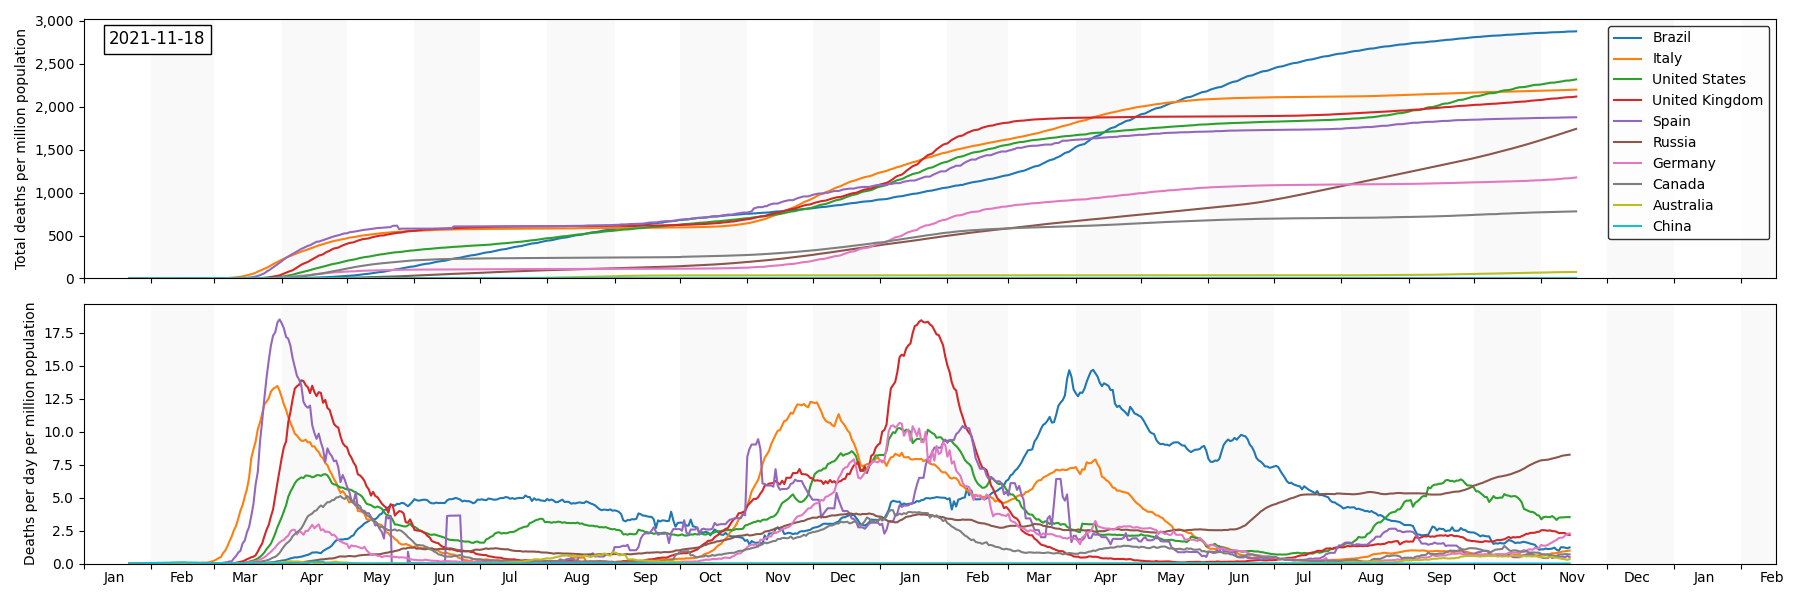 Total deaths per million population
3,000
2,500
2,000
1,500
1,000
500
0
2021-11-18
Brazil
Italy
United States
United Kingdom
Spain
Russia
Germany
Canada
Australia
China
Deaths per day per million population
17.5
15.0
12.5
10.0
7.5
5.0
2.5
0.0
Jan Feb Mar Apr May Jun Jul Aug Sep Oct Nov Dec Jan Feb Mar Apr May Jun Jul Aug Sep Oct Nov Dec Jan Feb